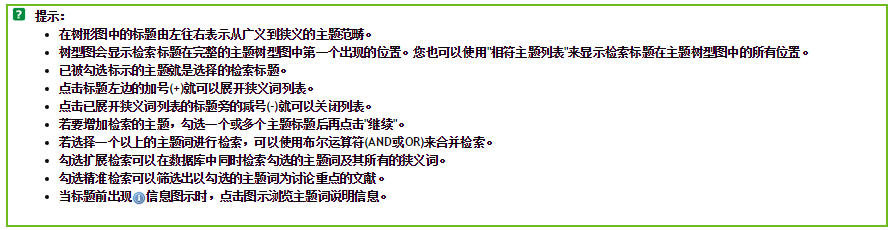 提示：
在树形图中的标题由左往右表示从广义到狭义的主题范畴。
树型图会显示检索标题在完整的主题树型图中第一个出现的位置。您也可以使用"相符主题列表"来显示检索标题在主题树型图中的所有位置。
已被勾选标示的主题就是选择的检索标题。
点击标题左边的加号(+)就可以展开狭义词列表。
点击已展开狭义词列表的标题旁的减号(-)就可以关闭列表。
若要增加检索的主题，勾选一个或多个主题标题后再点击"继续"。
若选择一个以上的主题词进行检索，可以使用布尔运算符(AND或OR)来合并检索。
勾选扩展检索可以在数据库中同时检索勾选的主题词及其所有的狭义词。
勾选精准检索可以筛选出以勾选的主题词为讨论重点的文献。
当标题前出现信息图示时，点击图示浏览主题词说明信息。